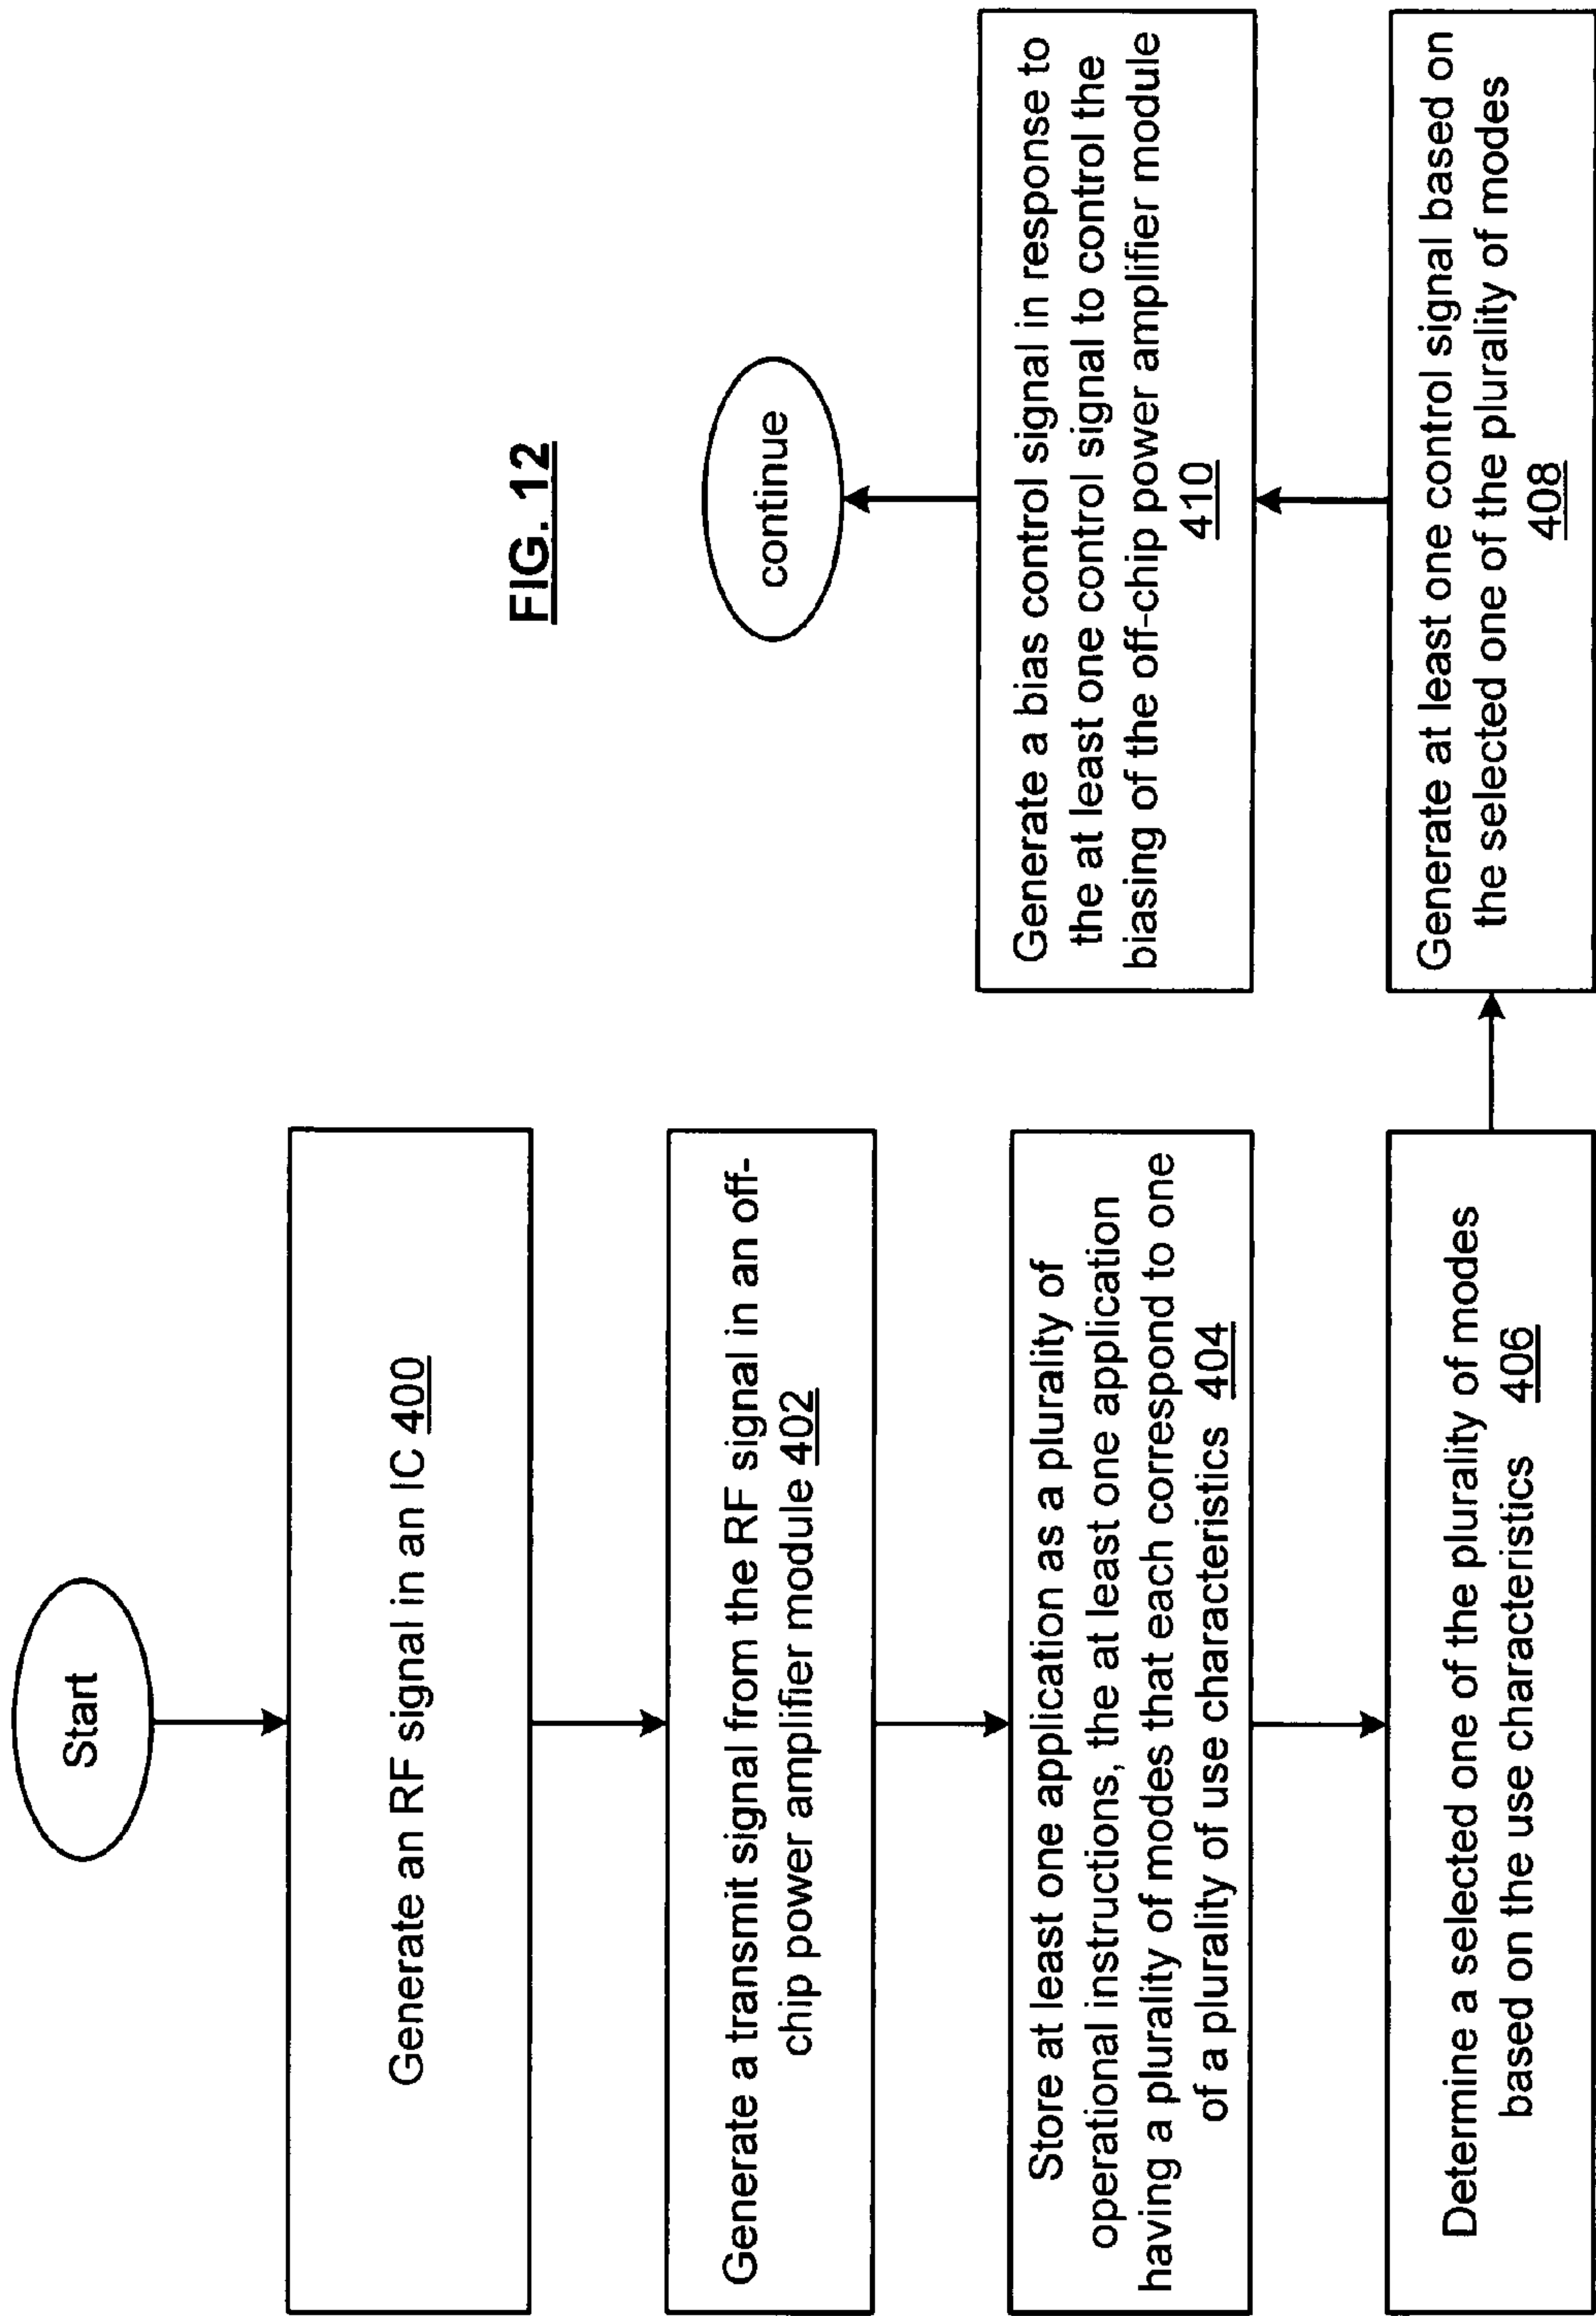 Start
Generate an RF signal in an IC 400
Generate a transmit signal from the RF signal in an off-
chip power amplifier module 402
Store at least one application as a plurality of
operational instructions, the at least one application
having a plurality of modes that each correspond to one
of a plurality of use characteristics 404
Determine a selected one of the plurality of modes
based on the use characteristics 406
Generate at least one control signal based on
the selected one of the plurality of modes
408
Generate a bias control signal in response to
the at least one control signal to control the
biasing of the off-chip power amplifier module
410
continue
FIG. 12